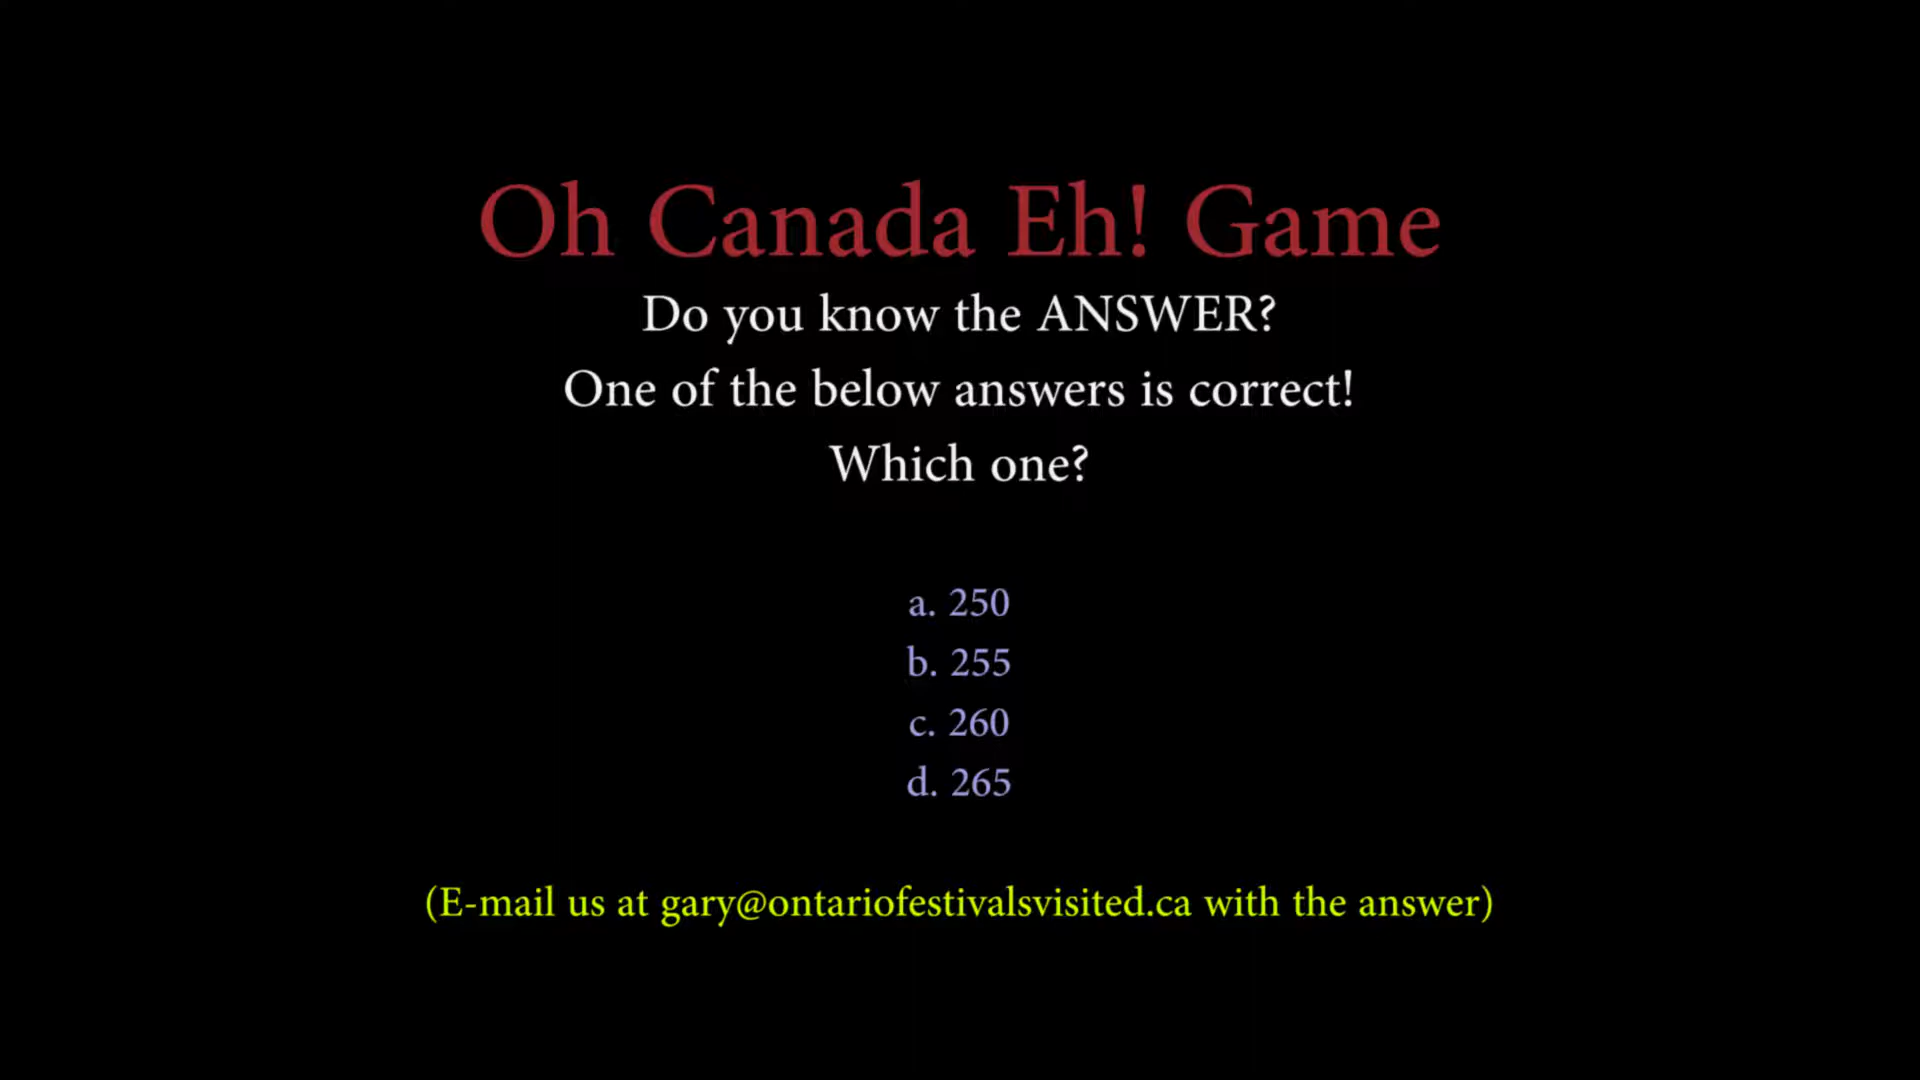 Oh Canada Eh! Game
Do you know the ANSWER?
One of the below answers is correct!
Which one?
a. 250
b. 255
c. 260
d. 265
(E-mail us at gary@ontariofestivalsvisited.ca with the answer)